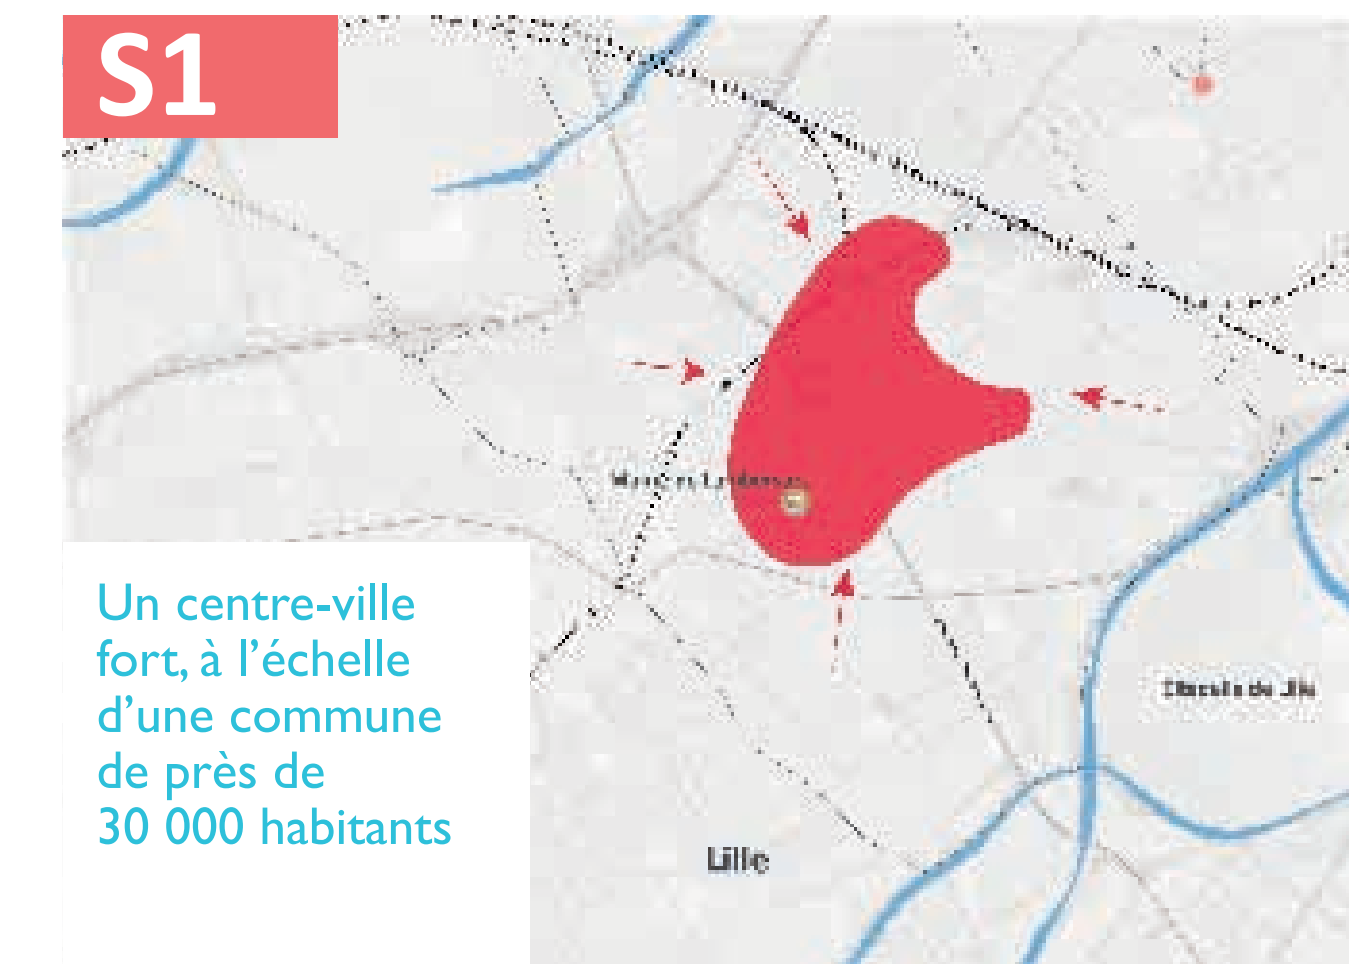 S1
Un centre-ville
fort, à l’échelle
d’une commune
de près de
30 000 habitants
Lille